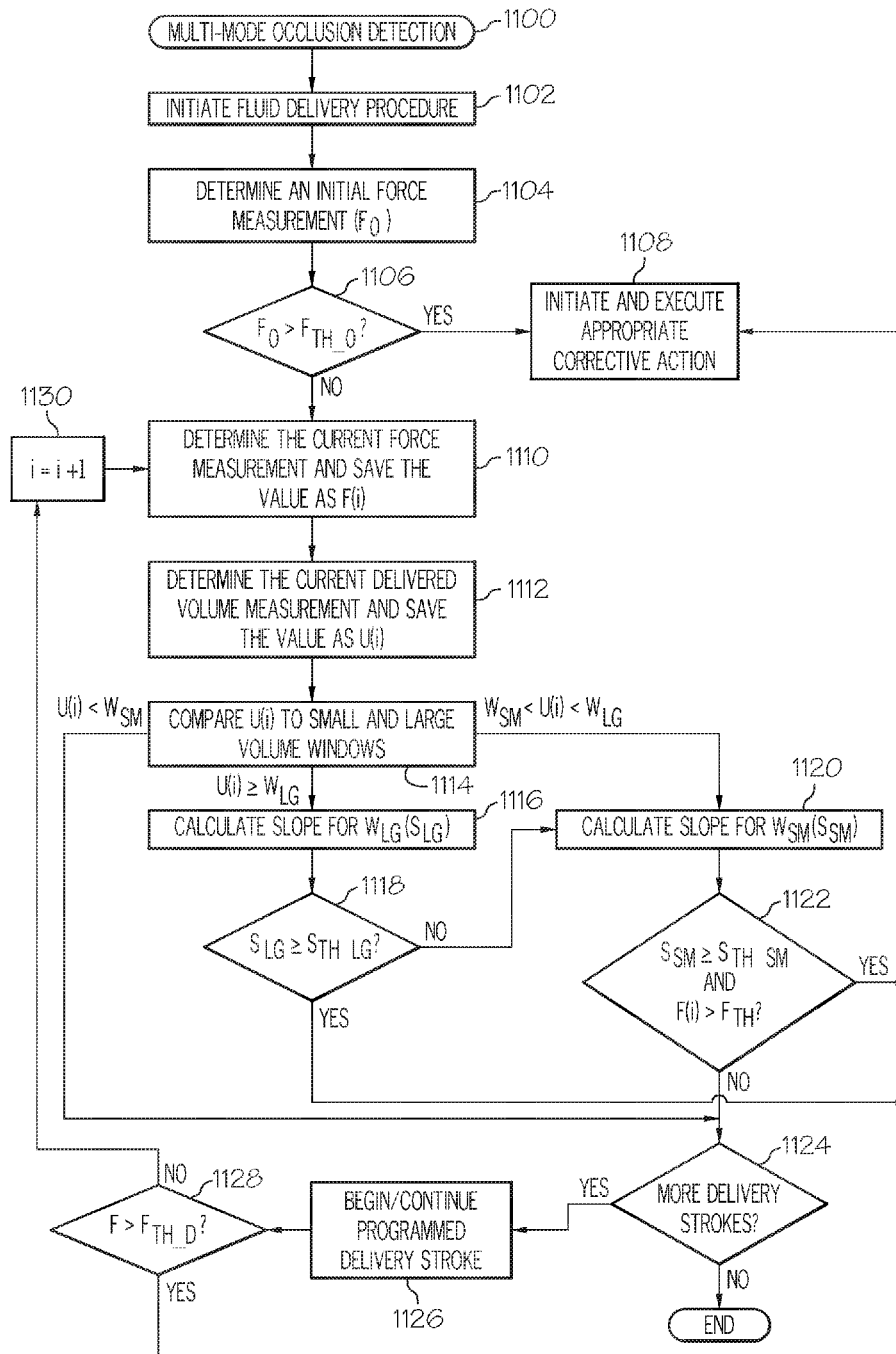 MULTI-MODE OCCLUSION DETECTION
1100
INITIATE FLUID DELIVERY PROCEDURE
1102
DETERMINE AN INITIAL FORCE
MEASUREMENT (F0)
1104
1106
F0 > FTH_0?
YES
NO
1108
INITIATE AND EXECUTE
APPROPRIATE
CORRECTIVE ACTION
1130
i = i +1
DETERMINE THE CURRENT FORCE
MEASUREMENT AND SAVE THE
VALUE AS F(i)
1110
DETERMINE THE CURRENT DELIVERED
VOLUME MEASUREMENT AND SAVE
THE VALUE AS U(i)
1112
U(i) < WSM
COMPARE U(i) TO SMALL AND LARGE
VOLUME WINDOWS
WSM < U(i) < WLG
1114
U(i) ≥ WLG
1116
CALCULATE SLOPE FOR WLG(SLG)
1120
CALCULATE SLOPE FOR WSM(SSM)
1118
SLG ≥ STH LG?
NO
YES
1122
SSM ≥ STH SM
AND
F(i) > FTH?
YES
NO
1124
MORE DELIVERY
STROKES?
YES
NO
END
BEGIN/CONTINUE
PROGRAMMED
DELIVERY STROKE
1126
1128
F > FTH_D?
NO
YES